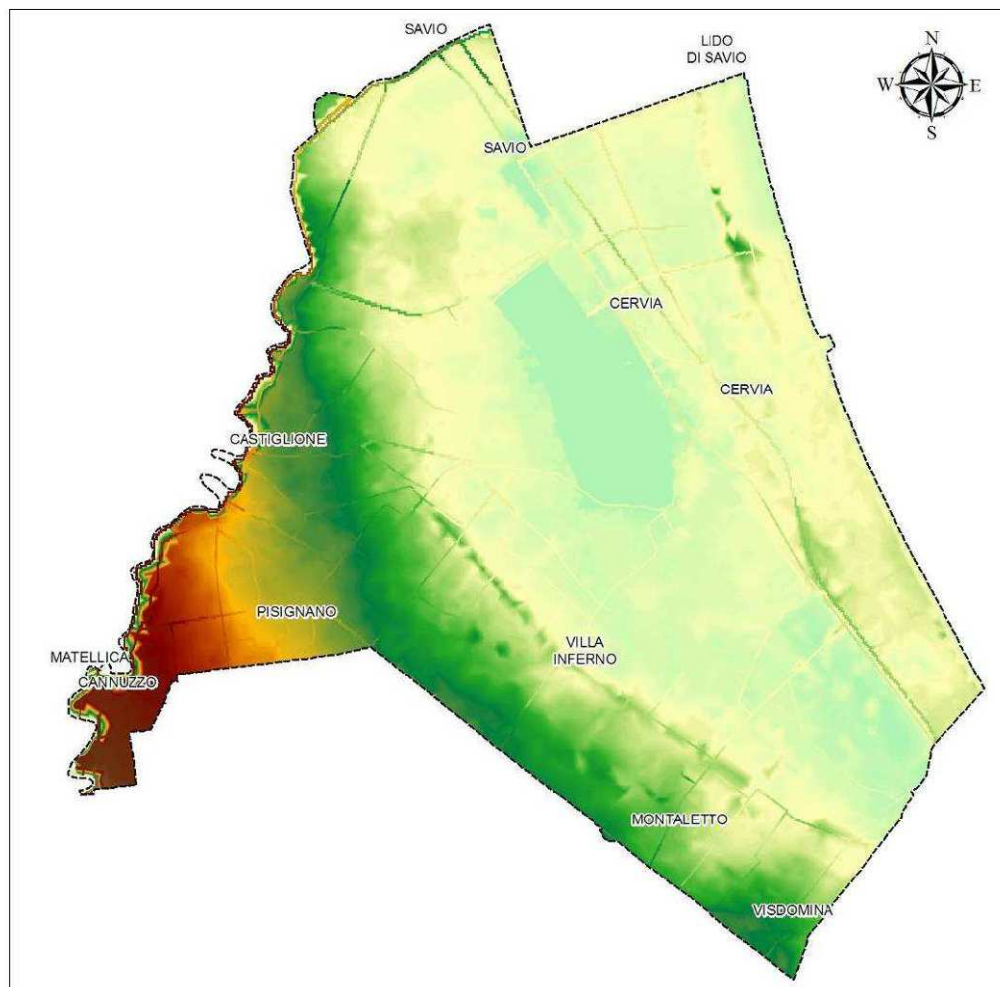 SAVIO
LIDO
DI SAVIO
N
W
E
S
SAVIO
CERVIA
CERVIA
CASTIGLIONE
PISIGNANO
VILLA
INFERNO
MATELLICA
CANNUZZO
MONTALETTO
VISDOMINA